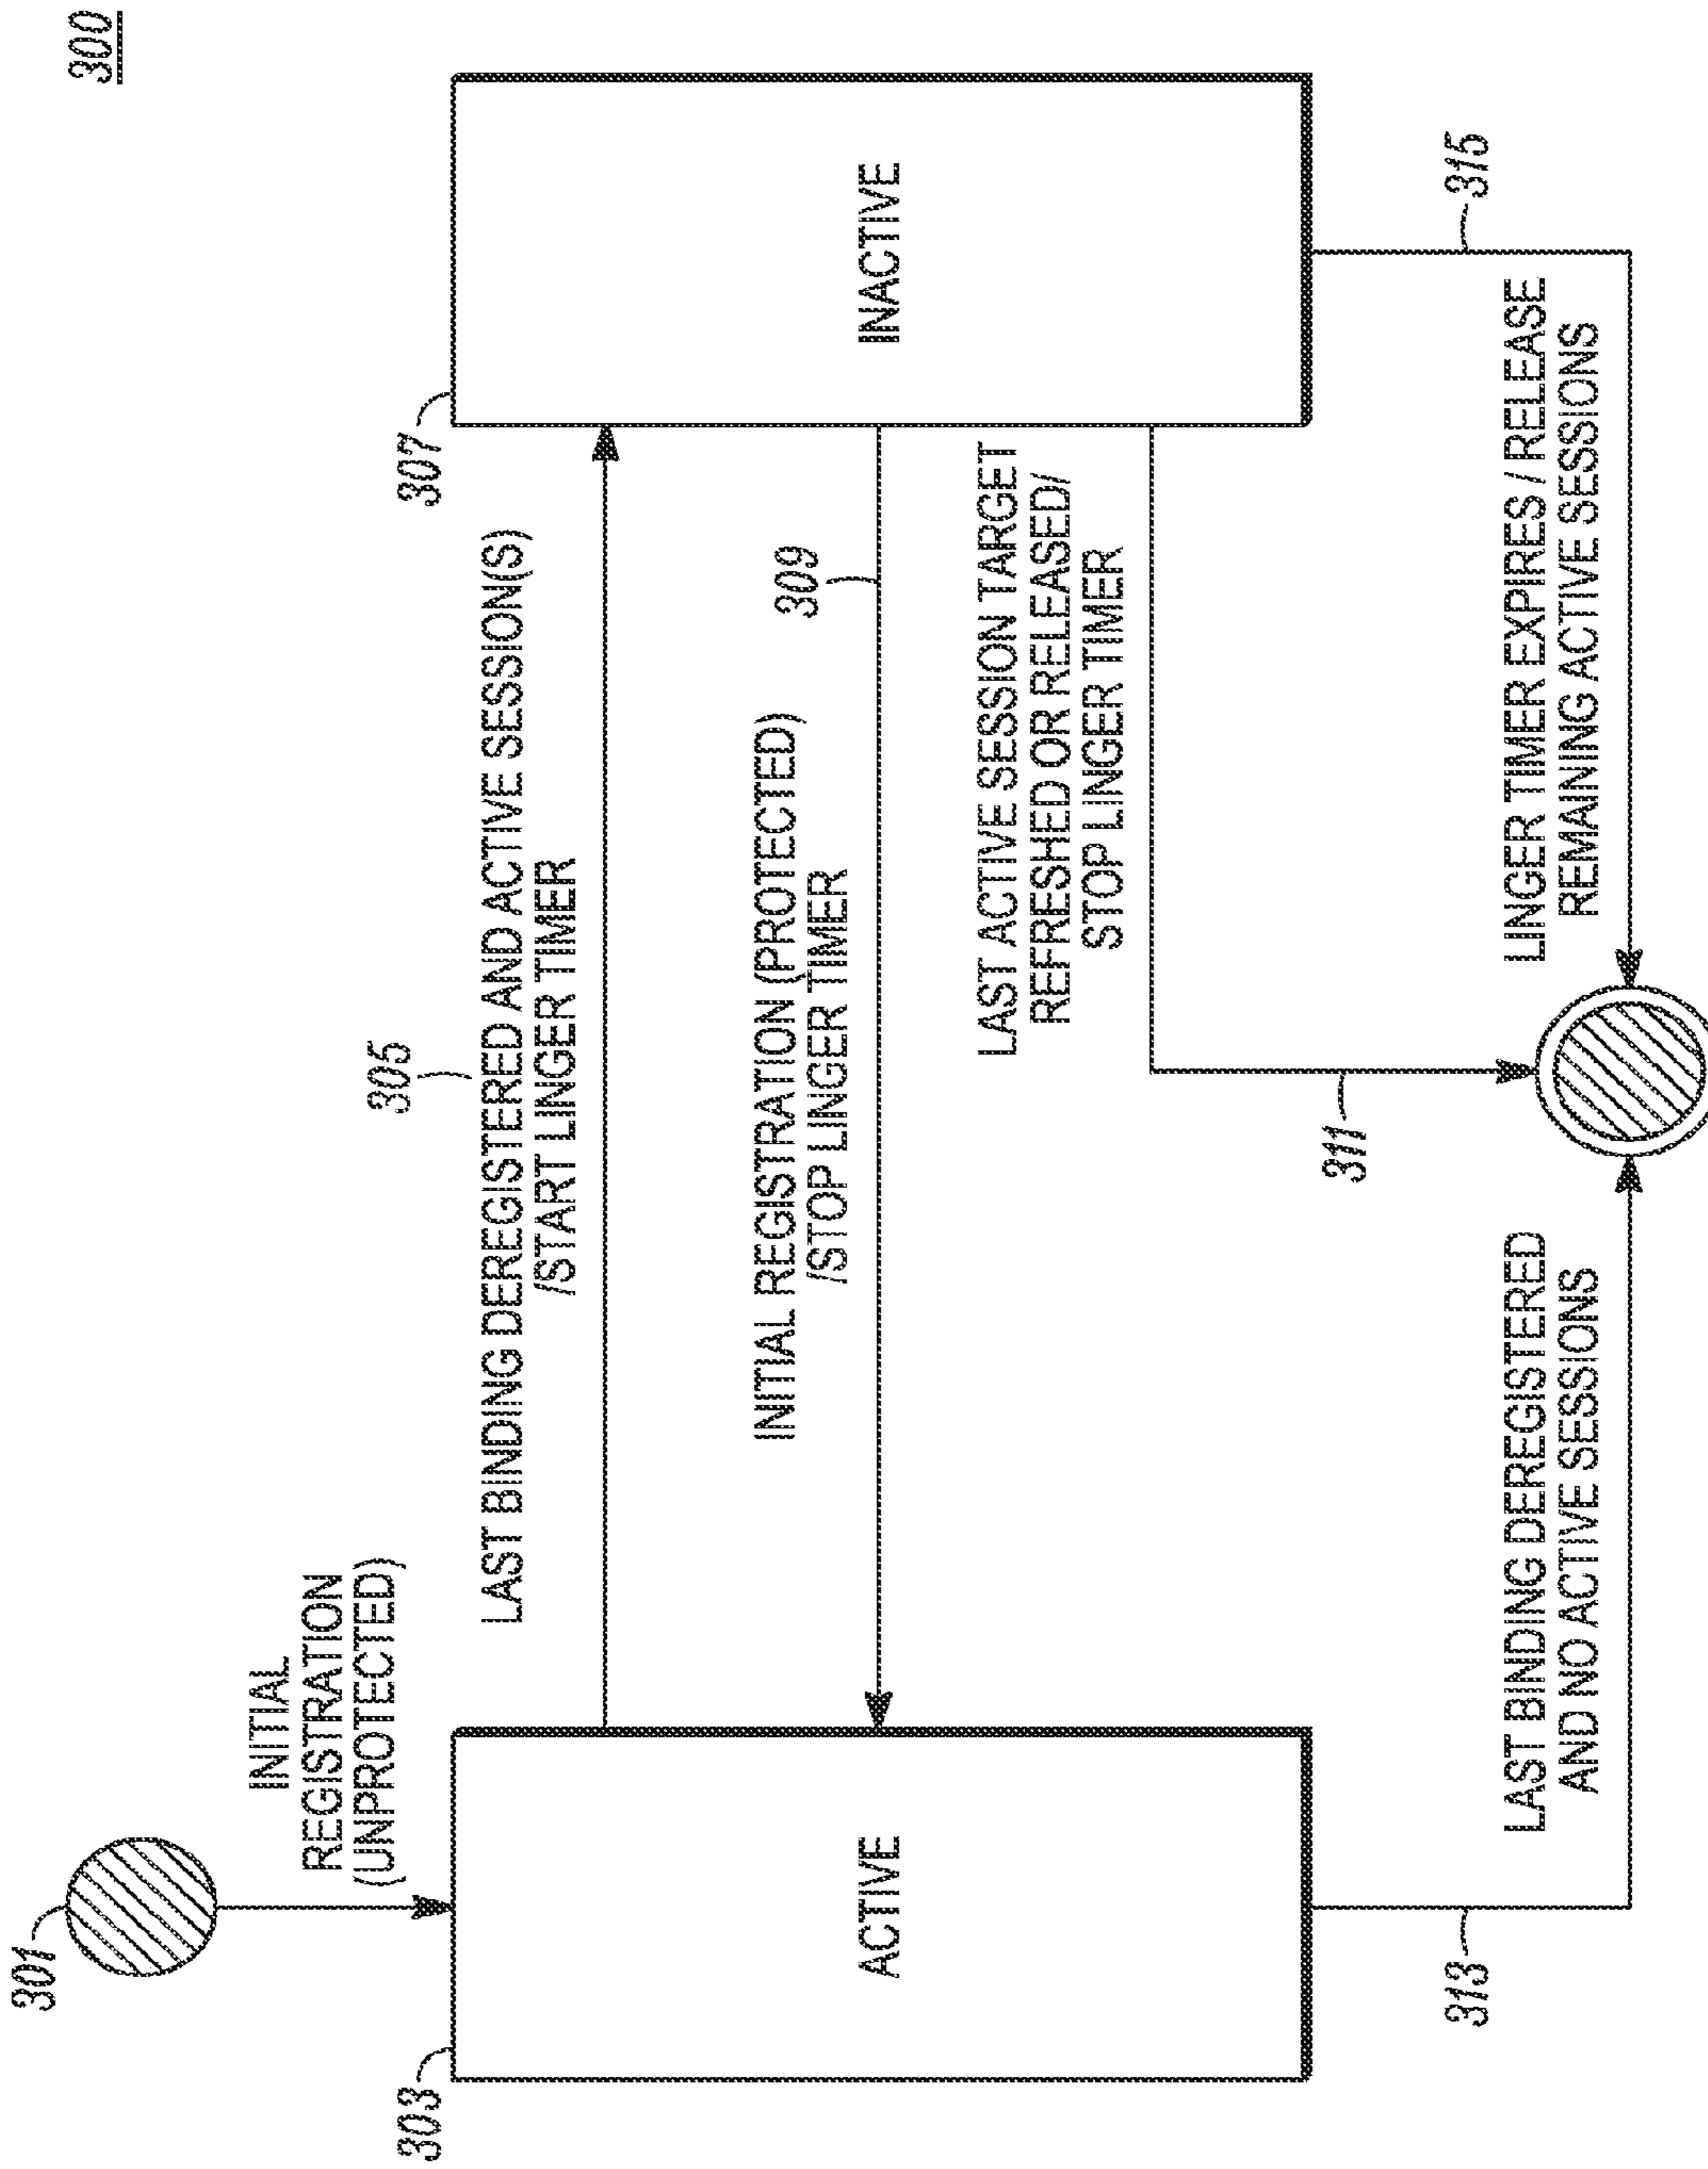 300
301
INITIAL
REGISTRATION
(UNPROTECTED)
303
ACTIVE
305
LAST BINDING DEREGISTERED AND ACTIVE SESSION(S)
/START LINGER TIMER
307
INACTIVE
INITIAL REGISTRATION (PROTECTED)
/STOP LINGER TIMER
309
LAST ACTIVE SESSION TARGET
REFRESHED OR RELEASED/
STOP LINGER TIMER
311
313
LAST BINDING DEREGISTERED
AND NO ACTIVE SESSIONS
315
LINGER TIMER EXPIRES / RELEASE
REMAINING ACTIVE SESSIONS